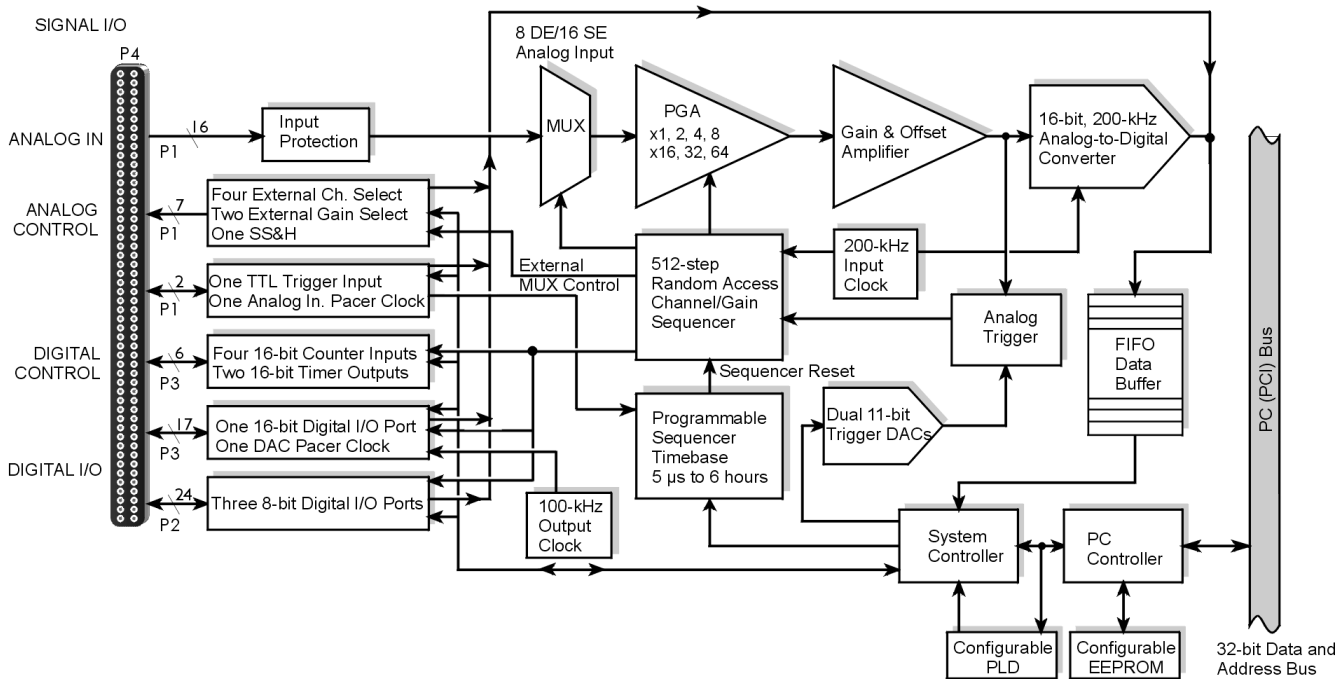 SIGNAL I/O
P4
8 DE/16 SE
Analog Input
ANALOG IN
16
P1
Input
Protection
MUX
PGA
x1, 2, 4, 8
x16, 32, 64
Gain & Offset
Amplifier
16-bit, 200-kHz
Analog-to-Digital
Converter
ANALOG
CONTROL
7
P1
Four External Ch. Select
Two External Gain Select
One SS&H
External
MUX Control
512-step
Random Access
Channel/Gain
Sequencer
200-kHz
Input
Clock
2
P1
One TTL Trigger Input
One Analog In. Pacer Clock
Analog
Trigger
FIFO
Data
Buffer
PC (PCI) Bus
DIGITAL
CONTROL
6
P3
Four 16-bit Counter Inputs
Two 16-bit Timer Outputs
Sequencer Reset
17
P3
One 16-bit Digital I/O Port
One DAC Pacer Clock
Programmable
Sequencer
Timebase
5 µs to 6 hours
Dual 11-bit
Trigger DACs
DIGITAL I/O
24
P2
Three 8-bit Digital I/O Ports
100-kHz
Output
Clock
System
Controller
PC
Controller
Configurable
PLD
Configurable
EEPROM
32-bit Data and
Address Bus